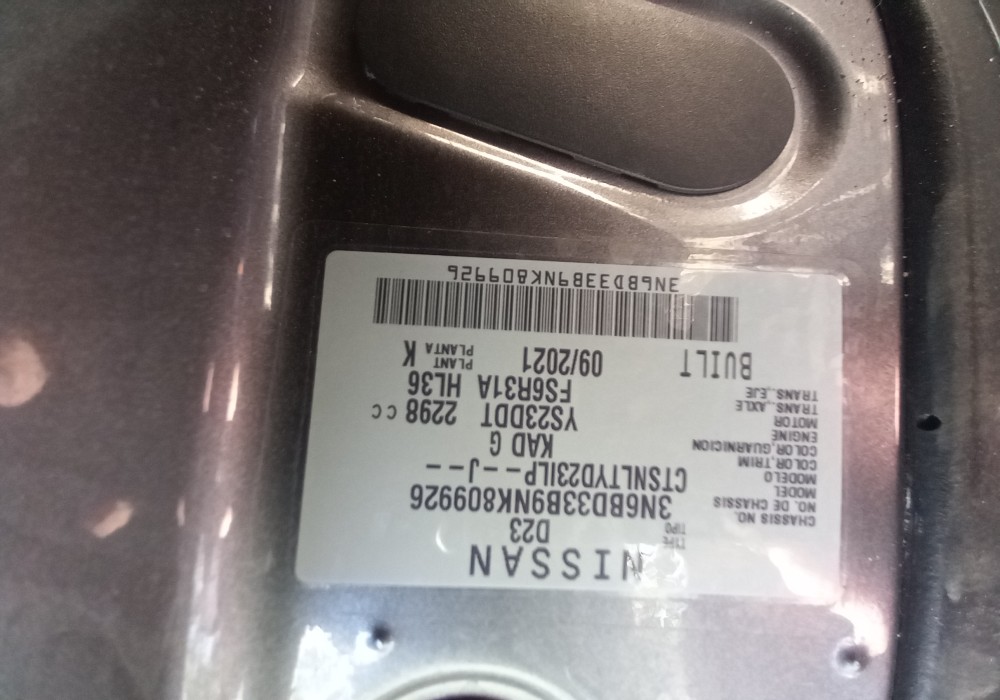 NISSAN
TYPE
TIPO D23
CHASSIS NO.
NO. DE CHASSIS 3N6BD33B9NK809926
MODEL
MODELO CTSNLTYD23ILP--J--
COLOR,TRIM
COLOR,GUARNICION KAD G
ENGINE
MOTOR YS23DDT 2298 CC
TRANS.,AXLE
TRANS.,EJE FS6R31A HL36
BUILT 09/2021 PLANT
PLANTA K
3N6BD33B9NK809926